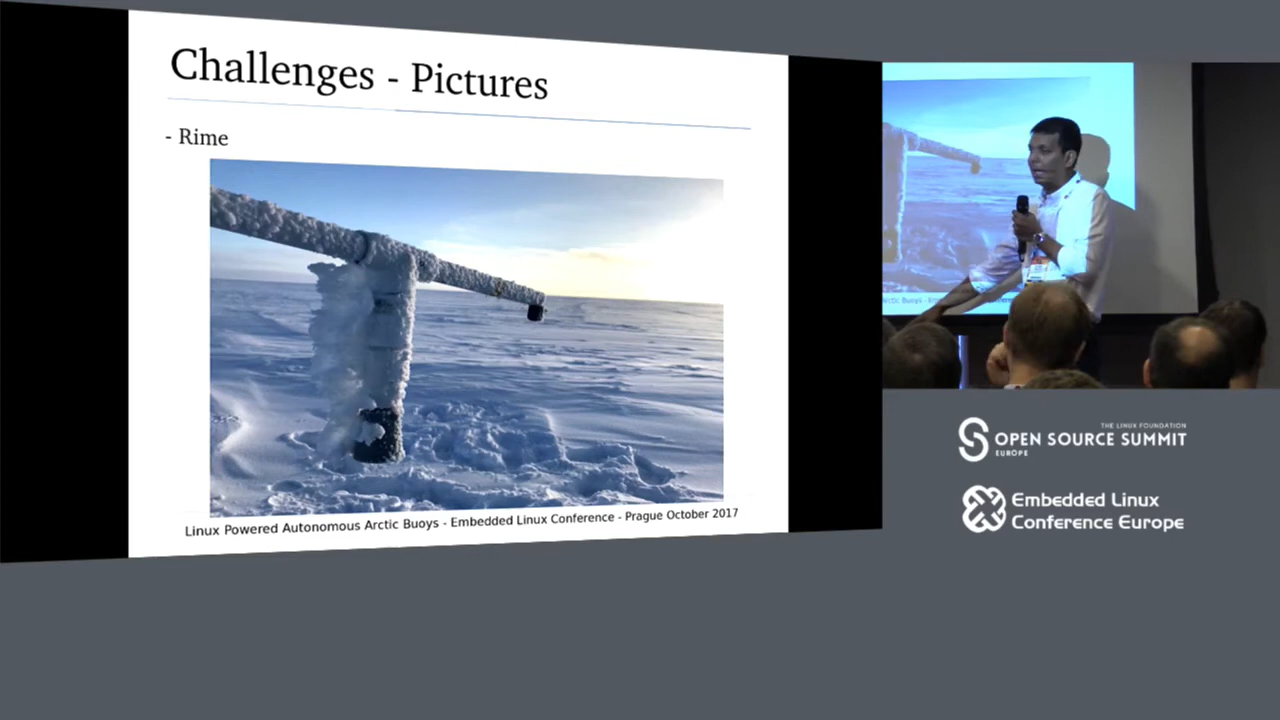 Challenges - Pictures
- Rime
Linux Powered Autonomous Arctic Buoys - Embedded Linux Conference - Prague October 2017
THE LINUX FOUNDATION
OPEN SOURCE SUMMIT
EUROPE
Embedded Linux
Conference Europe